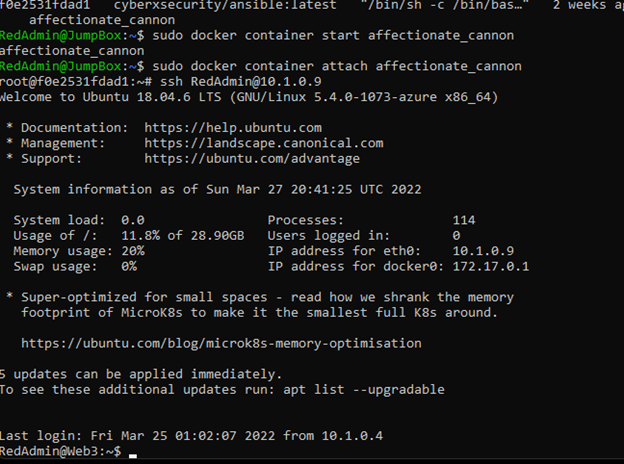 f0e2531fdad1   cyberxsecurity/ansible:latest   "/bin/sh -c /bin/bas…"   2 weeks ag
    affectionate_cannon
RedAdmin@JumpBox:~$ sudo docker container start affectionate_cannon
affectionate_cannon
RedAdmin@JumpBox:~$ sudo docker container attach affectionate_cannon
root@f0e2531fdad1:~# ssh RedAdmin@10.1.0.9
Welcome to Ubuntu 18.04.6 LTS (GNU/Linux 5.4.0-1073-azure x86_64)
 * Documentation:  https://help.ubuntu.com
 * Management:     https://landscape.canonical.com
 * Support:        https://ubuntu.com/advantage
  System information as of Sun Mar 27 20:41:25 UTC 2022
  System load:  0.0                Processes:              114
  Usage of /:   11.8% of 28.90GB   Users logged in:        0
  Memory usage: 20%                IP address for eth0:    10.1.0.9
  Swap usage:   0%                 IP address for docker0: 172.17.0.1
 * Super-optimized for small spaces - read how we shrank the memory
   footprint of MicroK8s to make it the smallest full K8s around.
   https://ubuntu.com/blog/microk8s-memory-optimisation
5 updates can be applied immediately.
To see these additional updates run: apt list --upgradable
Last login: Fri Mar 25 01:02:07 2022 from 10.1.0.4
RedAdmin@Web3:~$